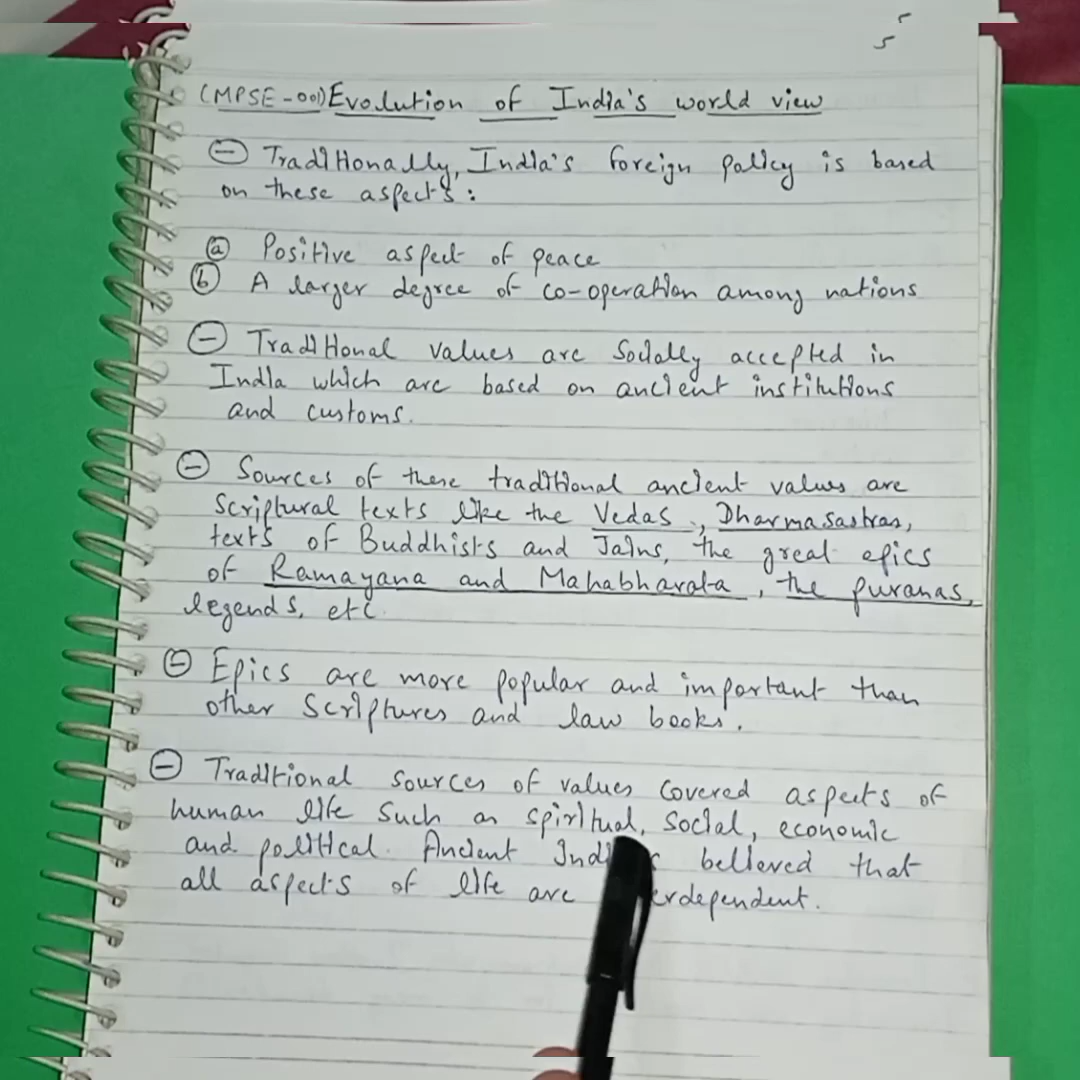 (MPSE-001) Evolution of India's world view
⊖ Traditionally, India's foreign policy is based
on these aspects:
ⓐ Positive aspect of peace
ⓑ A larger degree of co-operation among nations
⊖ Traditional values are socially accepted in
India which are based on ancient institutions
and customs.
⊖ Sources of these traditional ancient values are
scriptural texts like the Vedas, Dharmasastras,
texts of Buddhists and Jains, the great epics
of Ramayana and Mahabharata, the puranas,
legends, etc.
⊖ Epics are more popular and important than
other scriptures and law books.
⊖ Traditional sources of values covered aspects of
human life such as spiritual, social, economic
and political. Ancient believed that
all aspects of life are